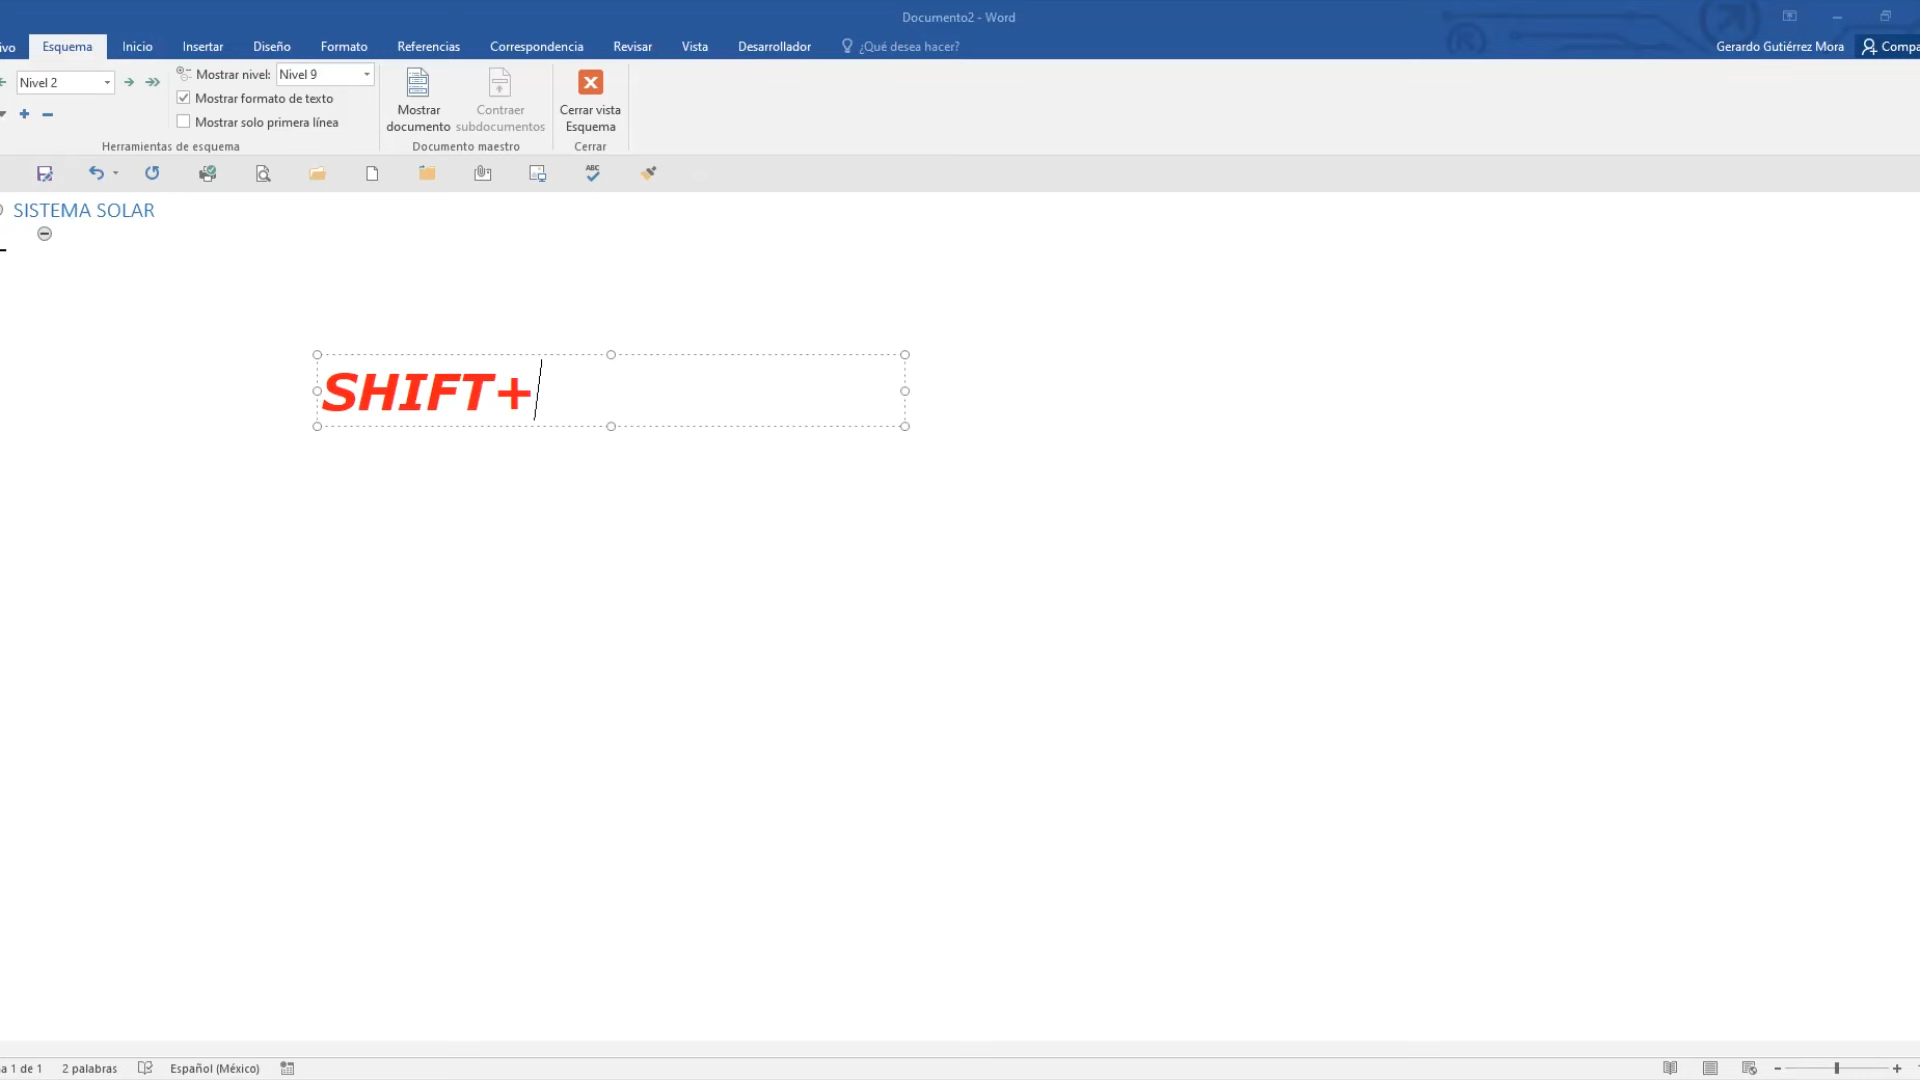 Documento2 - Word
ivo Esquema Inicio Insertar Diseño Formato Referencias Correspondencia Revisar Vista Desarrollador ¿Qué desea hacer? Gerardo Gutiérrez Mora Compa
Nivel 2 Mostrar nivel: Nivel 9
Mostrar formato de texto
Mostrar solo primera línea
Herramientas de esquema
Mostrar documento
Contraer subdocumentos
Documento maestro
Cerrar vista Esquema
Cerrar
ABC
SISTEMA SOLAR
SHIFT+
a 1 de 1 2 palabras Español (México)